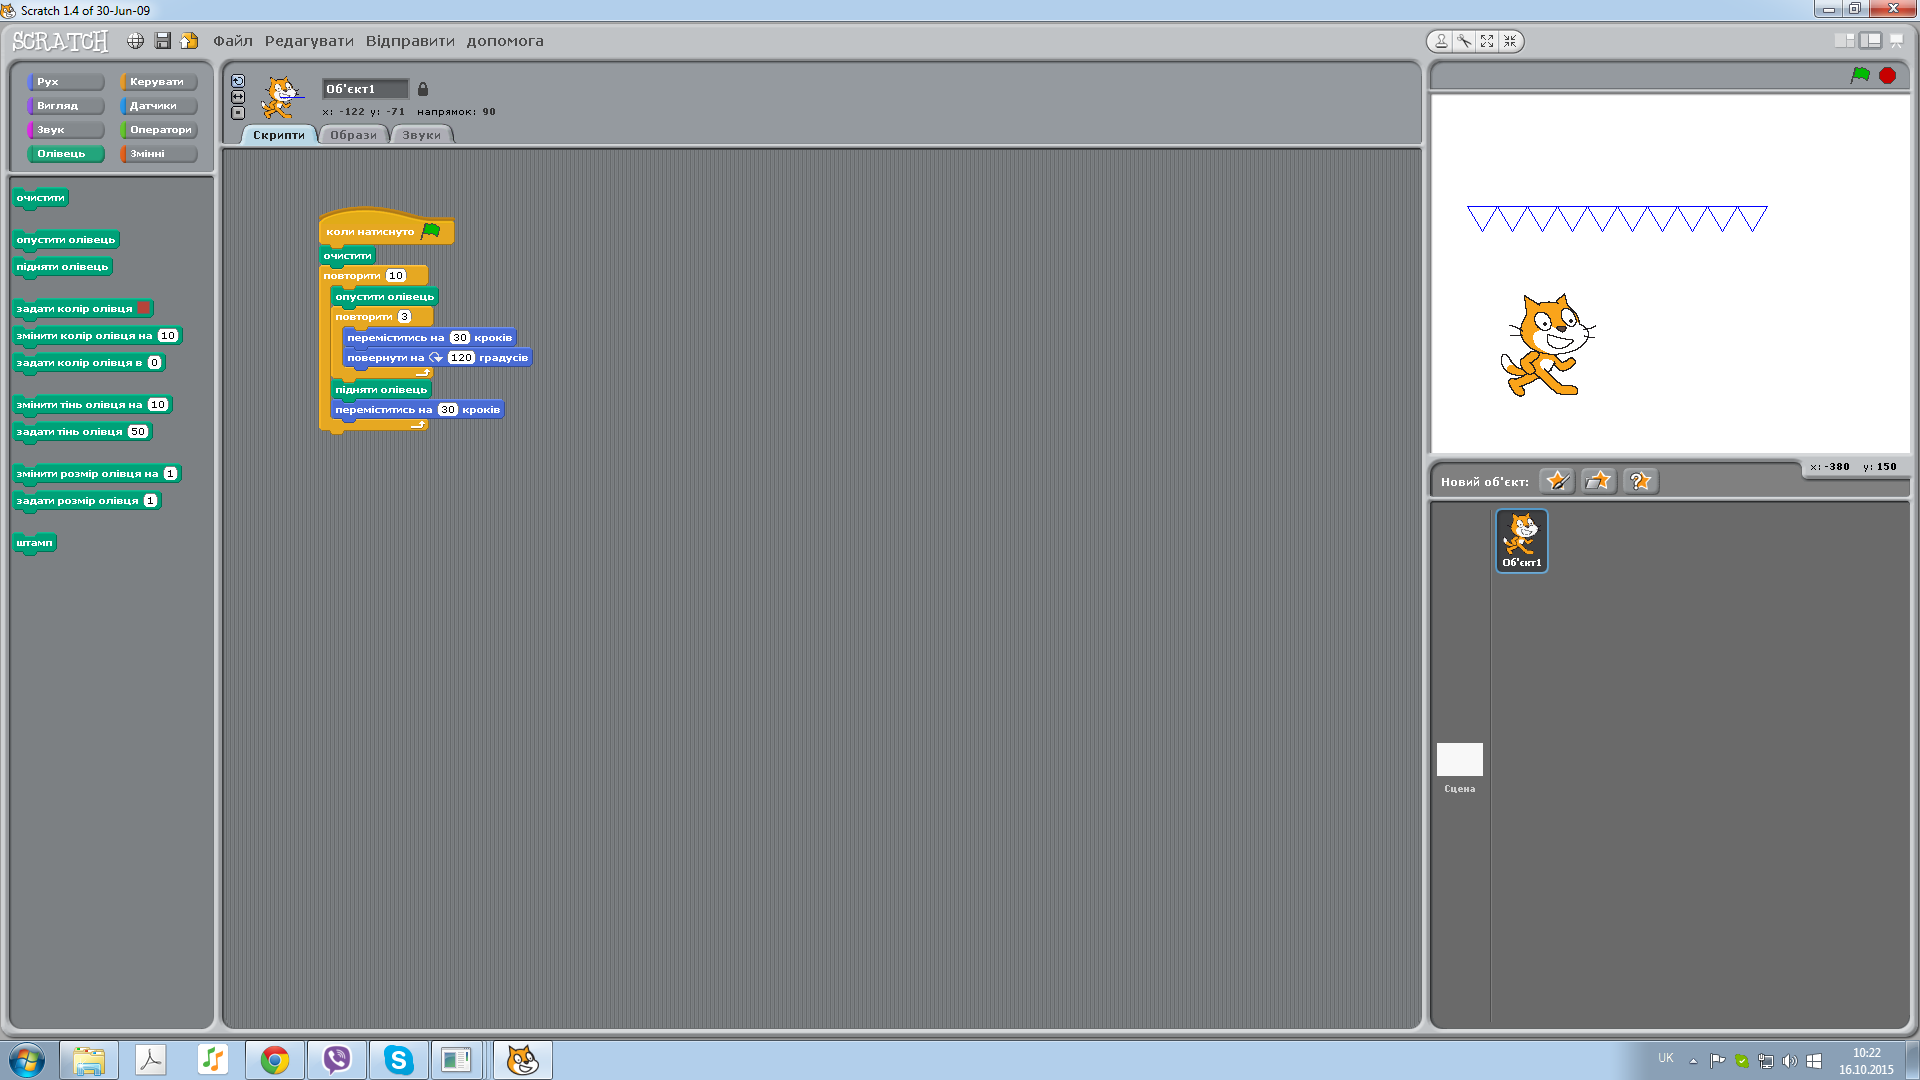 Scratch 1.4 of 30-Jun-09
SCRATCH
Файл Редагувати Відправити допомога
Рух Керувати
Вигляд Датчики
Звук Оператори
Олівець Змінні
очистити
опустити олівець
підняти олівець
задати колір олівця
змінити колір олівця на 10
задати колір олівця в 0
змінити тінь олівця на 10
задати тінь олівця 50
змінити розмір олівця на 1
задати розмір олівця 1
штамп
Об'єкт1
x: -122 y: -71 напрямок: 90
Скрипти Образи Звуки
коли натиснуто
очистити
повторити 10
опустити олівець
повторити 3
переміститись на 30 кроків
повернути на 120 градусів
підняти олівець
переміститись на 30 кроків
x: -380 y: 150
Новий об'єкт:
Об'єкт1
Сцена
UK
10:22
16.10.2015